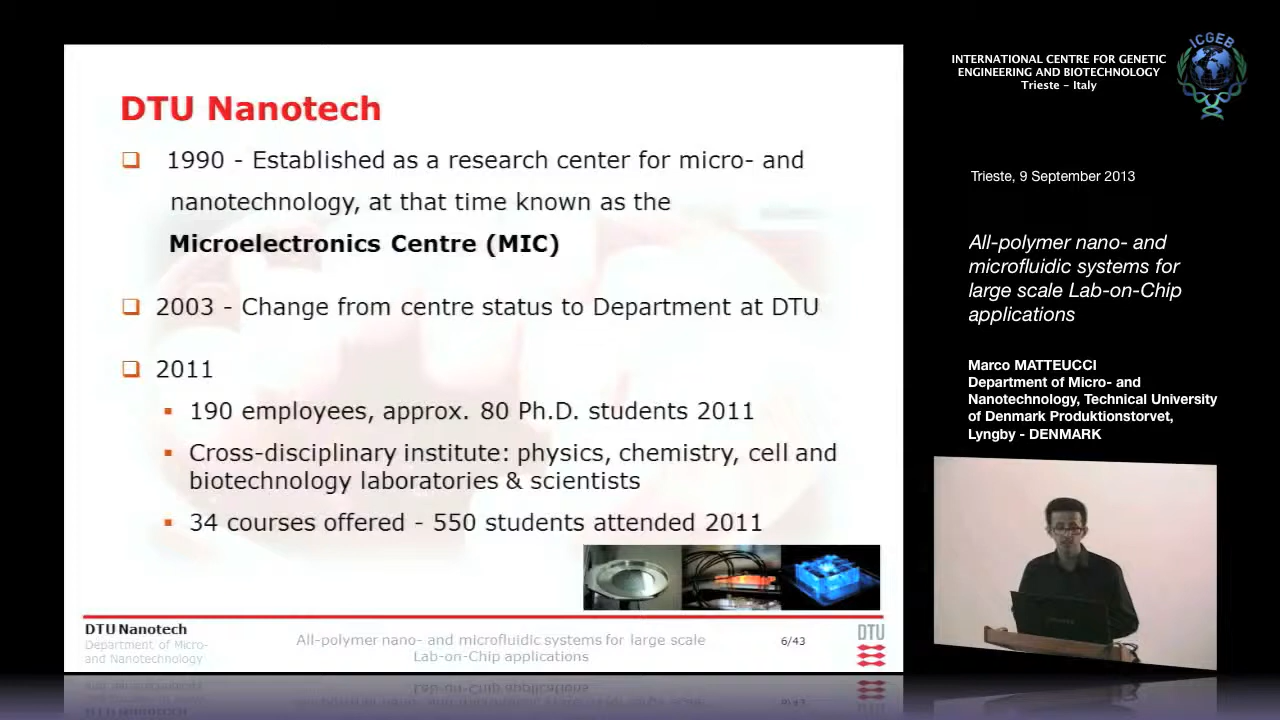 DTU Nanotech
1990 - Established as a research center for micro- and
nanotechnology, at that time known as the
Microelectronics Centre (MIC)
2003 - Change from centre status to Department at DTU
2011
190 employees, approx. 80 Ph.D. students 2011
Cross-disciplinary institute: physics, chemistry, cell and
biotechnology laboratories & scientists
34 courses offered - 550 students attended 2011
DTU Nanotech
Department of Micro-
and Nanotechnology
All-polymer nano- and microfluidic systems for large scale
Lab-on-Chip applications
6/43
DTU
INTERNATIONAL CENTRE FOR GENETIC
ENGINEERING AND BIOTECHNOLOGY
Trieste - Italy
ICGEB
Trieste, 9 September 2013
All-polymer nano- and
microfluidic systems for
large scale Lab-on-Chip
applications
Marco MATTEUCCI
Department of Micro- and
Nanotechnology, Technical University
of Denmark Produktionstorvet,
Lyngby - DENMARK